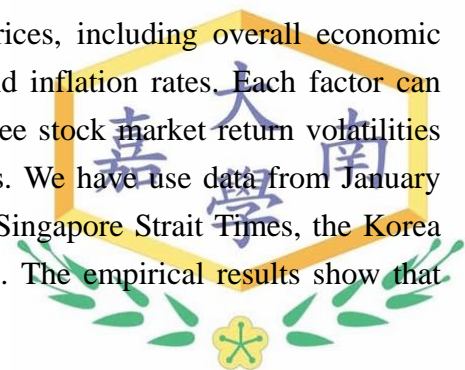 rices, including overall economic
nd inflation rates. Each factor can
大
ee stock market return volatilities
嘉 南
s. We have use data from January
學
Singapore Strait Times, the Korea
. The empirical results show that